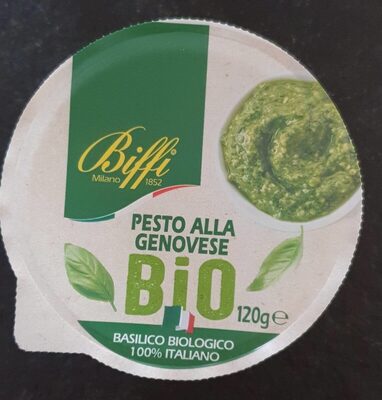 Biffi
Milano 1852
PESTO ALLA
GENOVESE
BiO
120g℮
BASILICO BIOLOGICO
100% ITALIANO